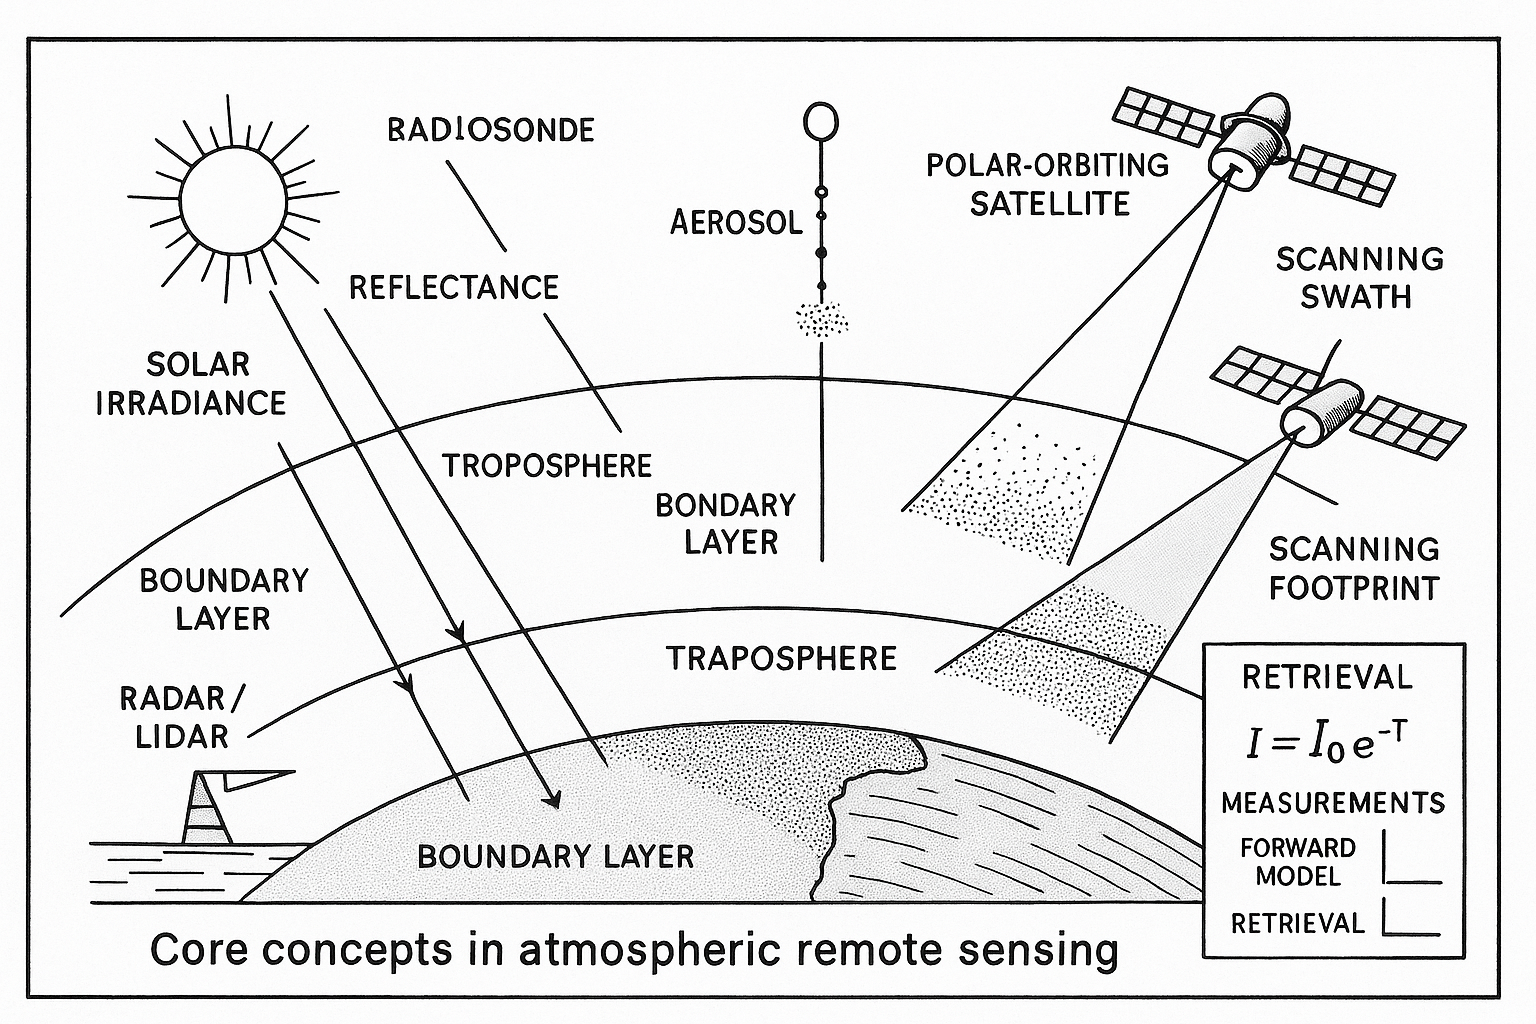 RADIOSONDE
POLAR-ORBITING
SATELLITE
AEROSOL
SCANNING
SWATH
REFLECTANCE
SOLAR
IRRADIANCE
TROPOSPHERE
BONDARY
LAYER
SCANNING
FOOTPRINT
BOUNDARY
LAYER
TRAPOSPHERE
RADAR/
LIDAR
RETRIEVAL
I = I₀e⁻ᵀ
MEASUREMENTS
FORWARD
MODEL
RETRIEVAL
BOUNDARY LAYER
Core concepts in atmospheric remote sensing